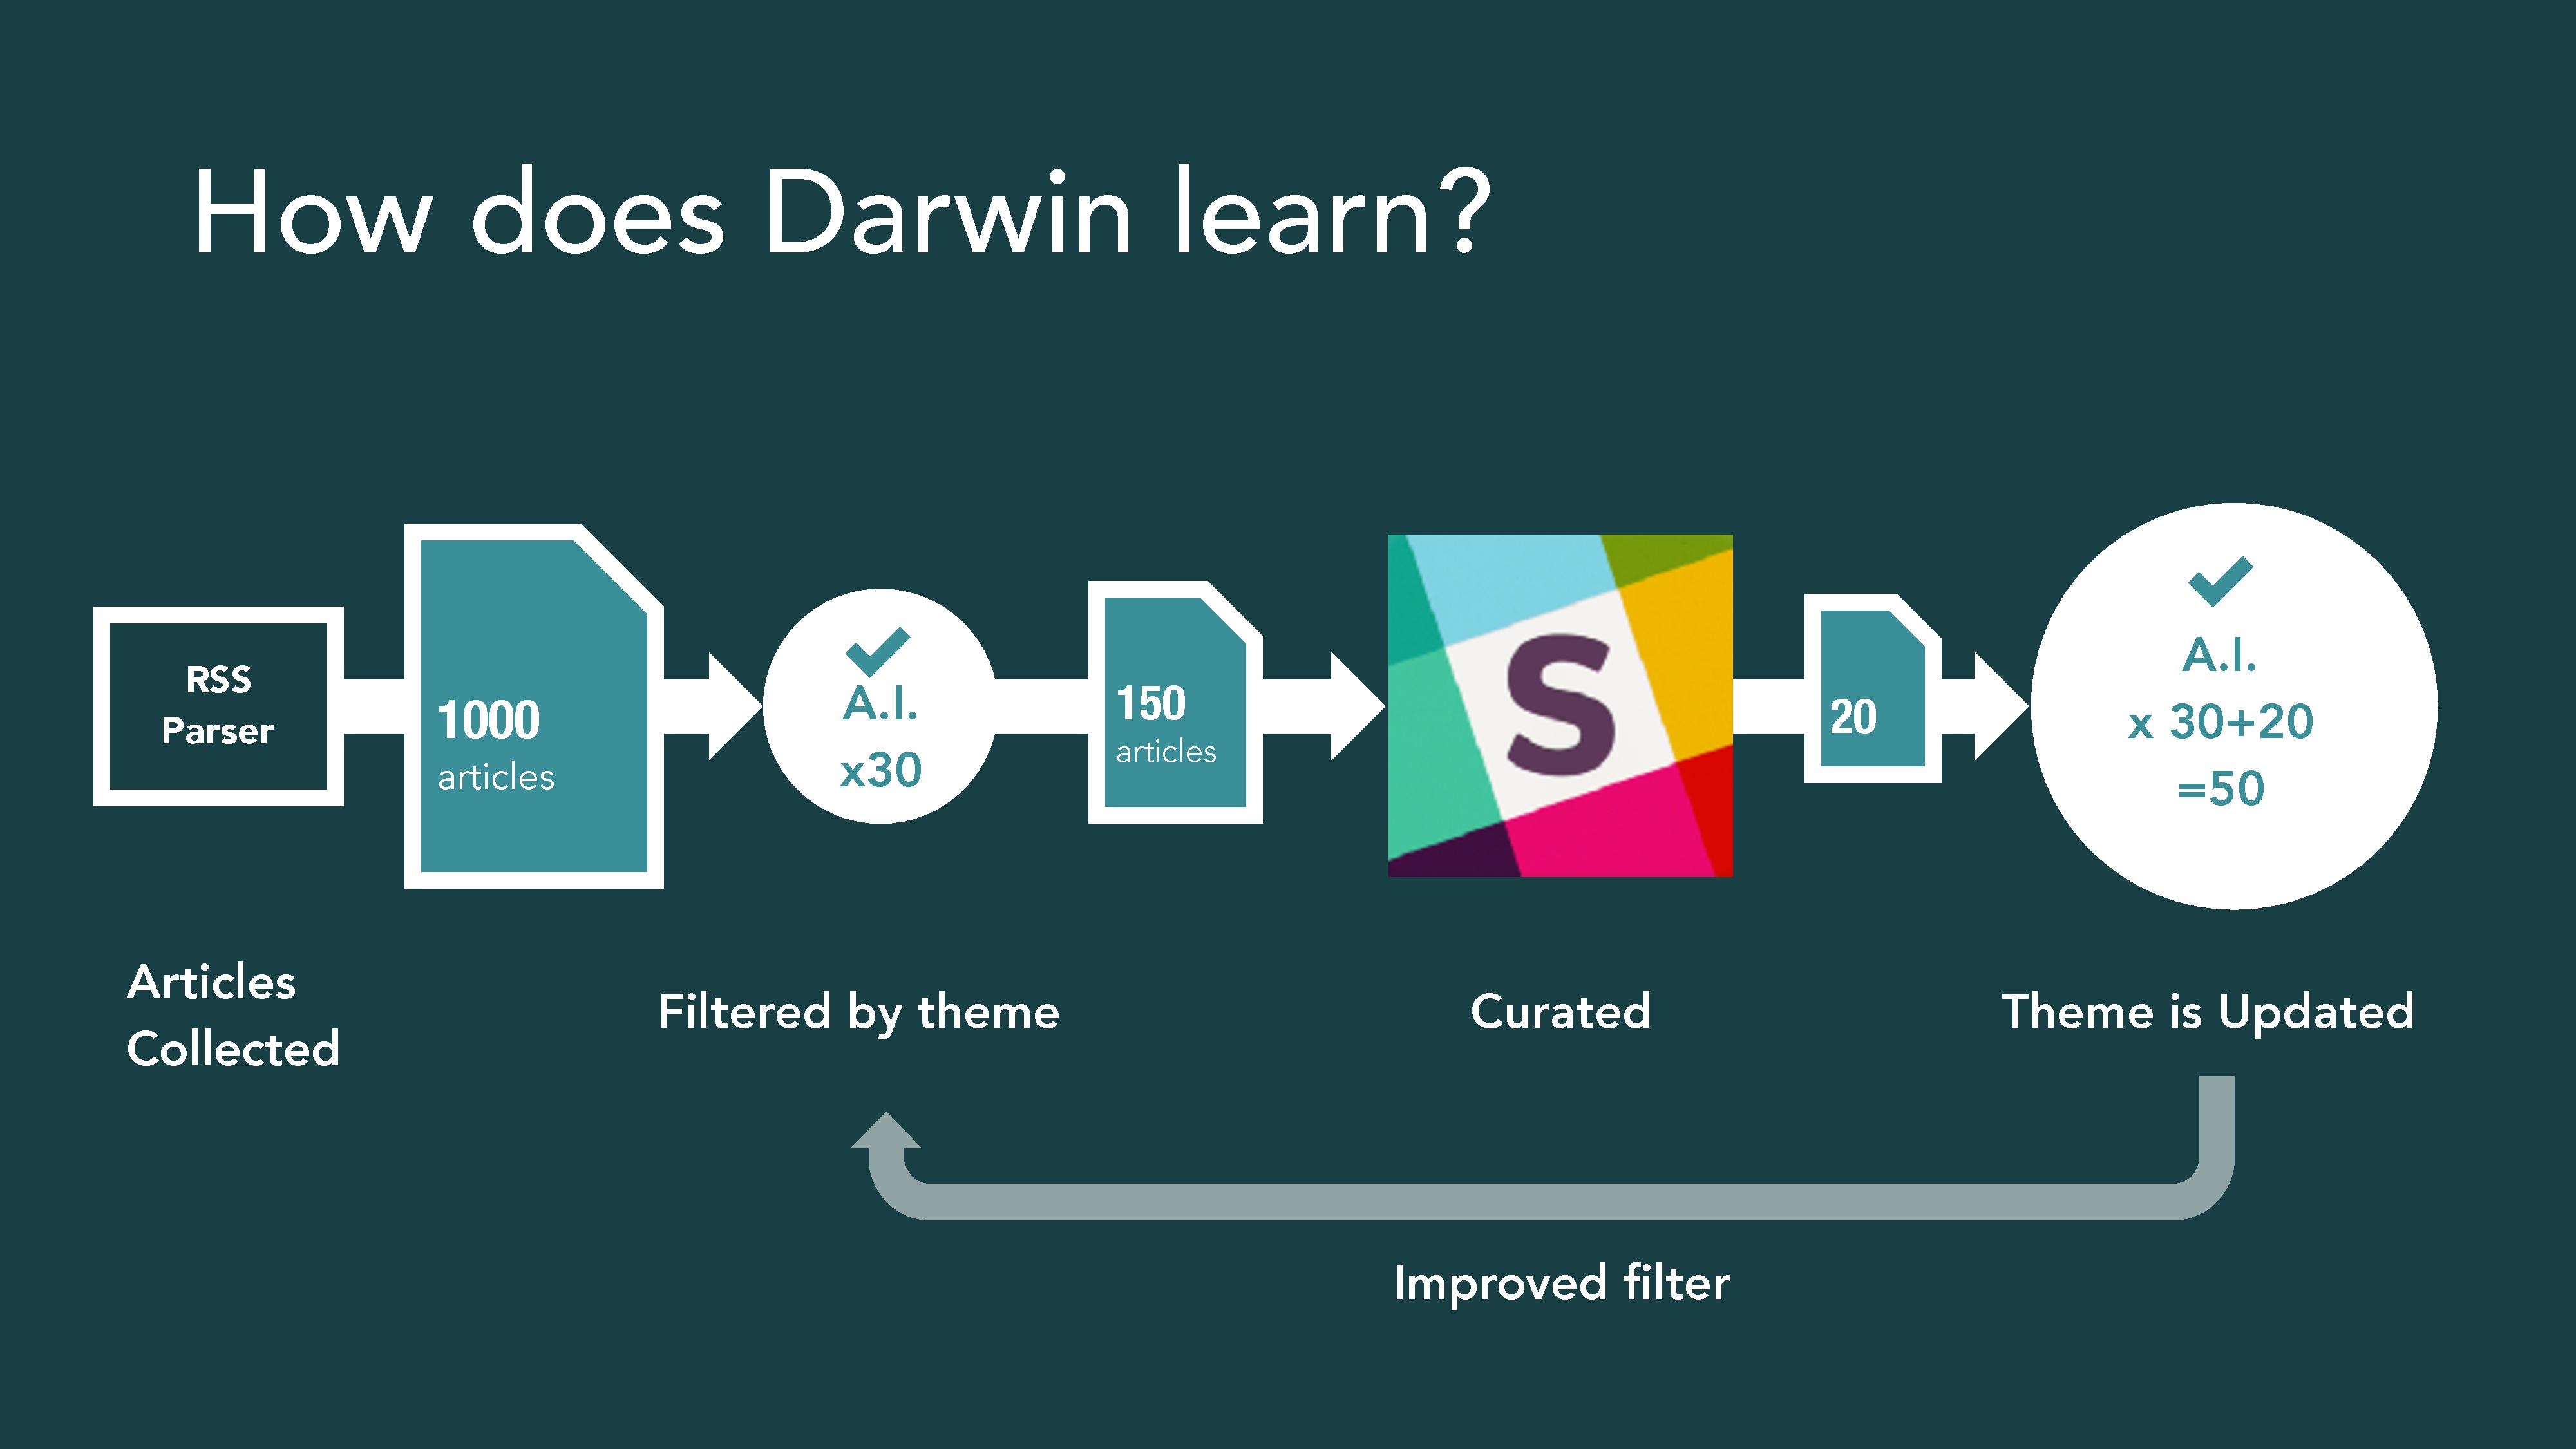 How does Darwin learn?
RSS
Parser
1000
articles
A.I.
x30
150
articles
S
20
A.I.
x 30+20
=50
Articles
Collected
Filtered by theme
Curated
Theme is Updated
Improved filter